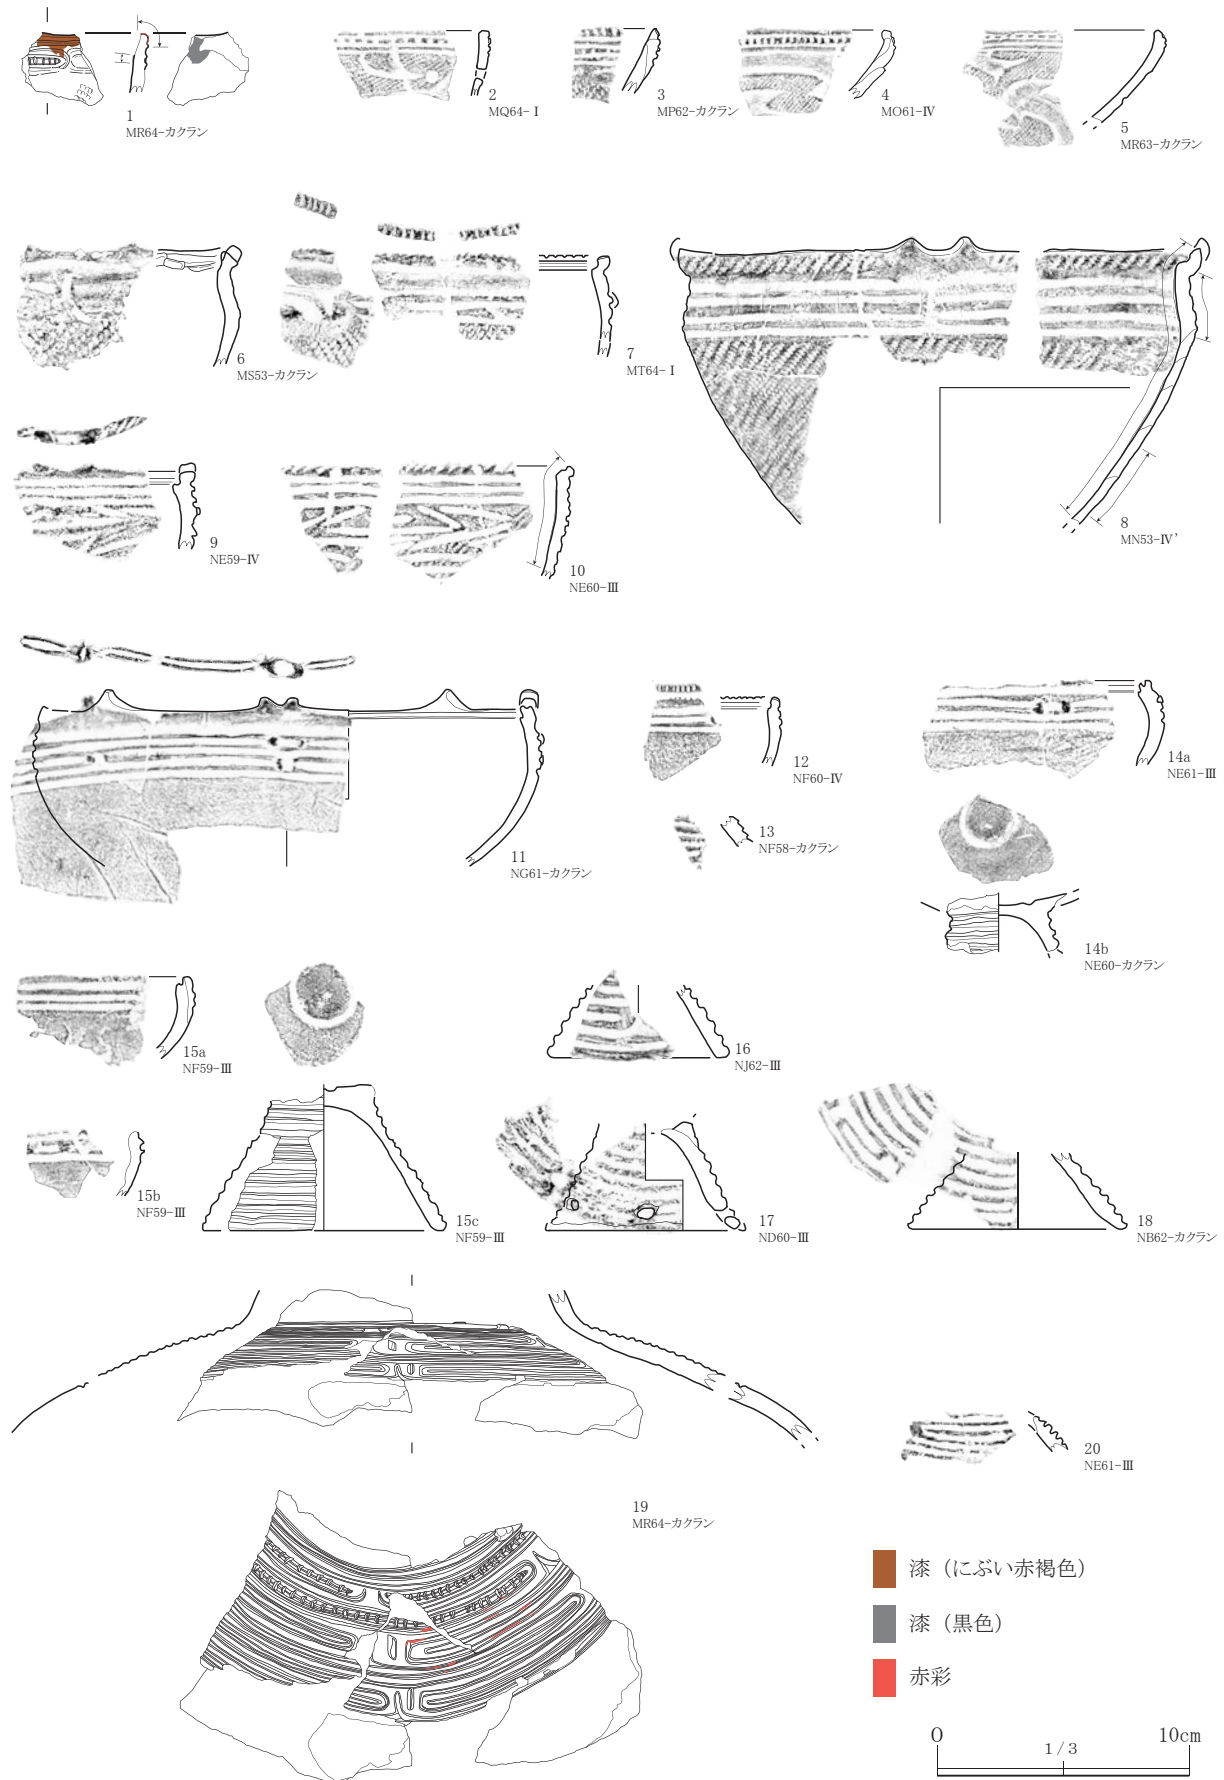 1
MR64-カクラン
2
MQ64-Ⅰ
3
MP62-カクラン
4
MO61-Ⅳ
5
MR63-カクラン
6
MS53-カクラン
7
MT64-Ⅰ
8
MN53-Ⅳ'
9
NE59-Ⅳ
10
NE60-Ⅲ
11
NG61-カクラン
12
NF60-Ⅳ
13
NF58-カクラン
14a
NE61-Ⅲ
14b
NE60-カクラン
15a
NF59-Ⅲ
15b
NF59-Ⅲ
15c
NF59-Ⅲ
16
NJ62-Ⅲ
17
ND60-Ⅲ
18
NB62-カクラン
19
MR64-カクラン
20
NE61-Ⅲ
漆（にぶい赤褐色）
漆（黒色）
赤彩
0 1/3 10cm